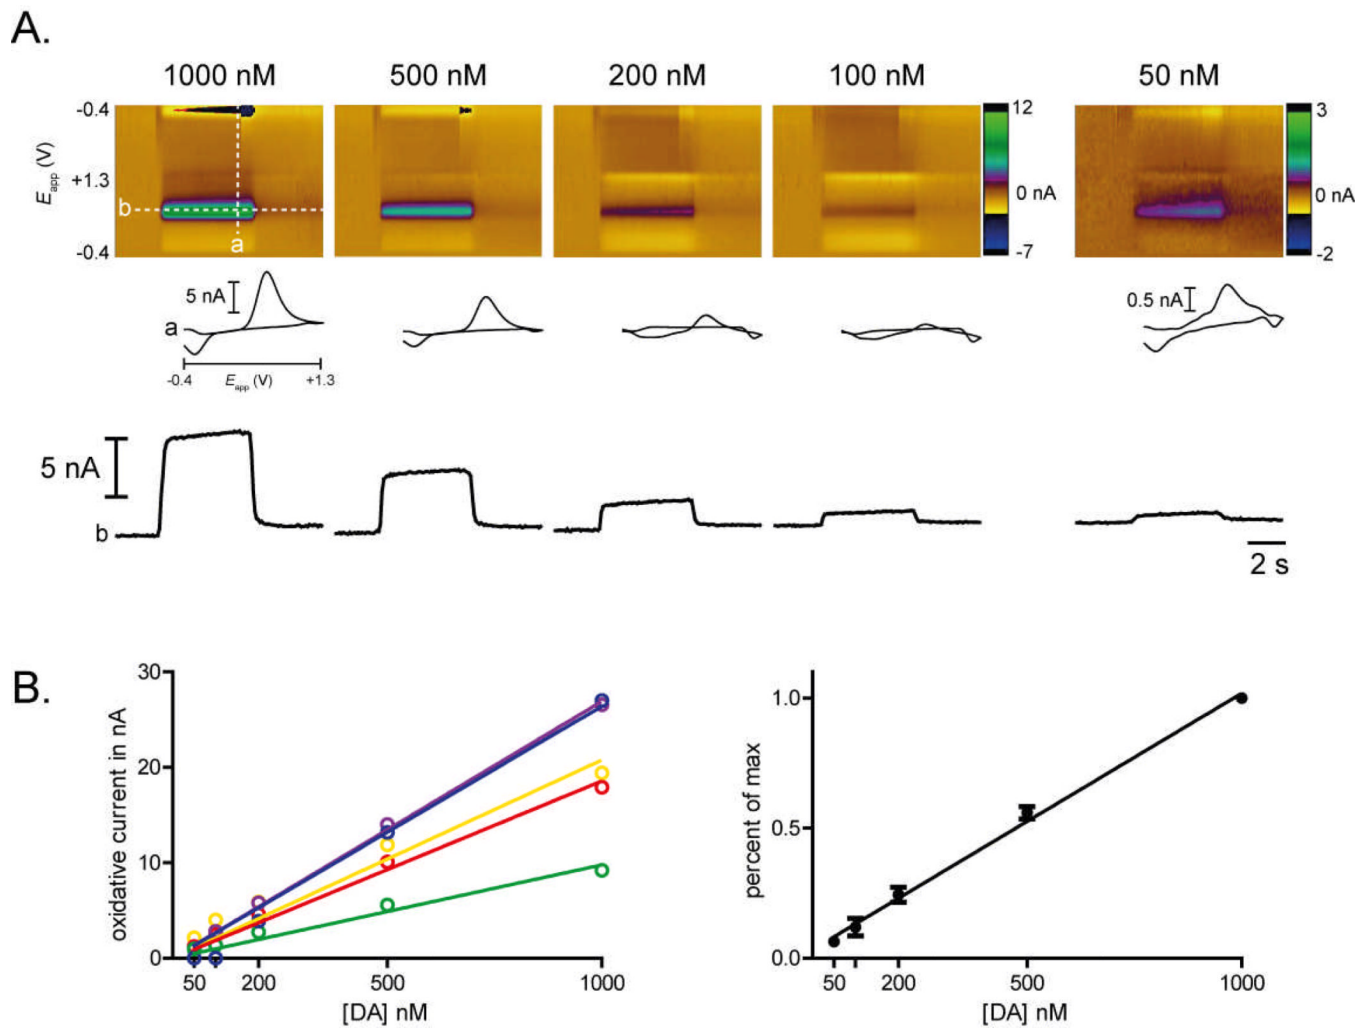 A.
1000 nM 500 nM 200 nM 100 nM 50 nM
-0.4 12 3
Eapp (V)
+1.3
0 nA 0 nA
b
a
-0.4 -7 -2
5 nA 0.5 nA
a
-0.4 Eapp (V) +1.3
5 nA
b
2 s
B.
30
20
10
0
oxidative current in nA
50 200 500 1000
[DA] nM
1.0
0.5
0.0
percent of max
50 200 500 1000
[DA] nM